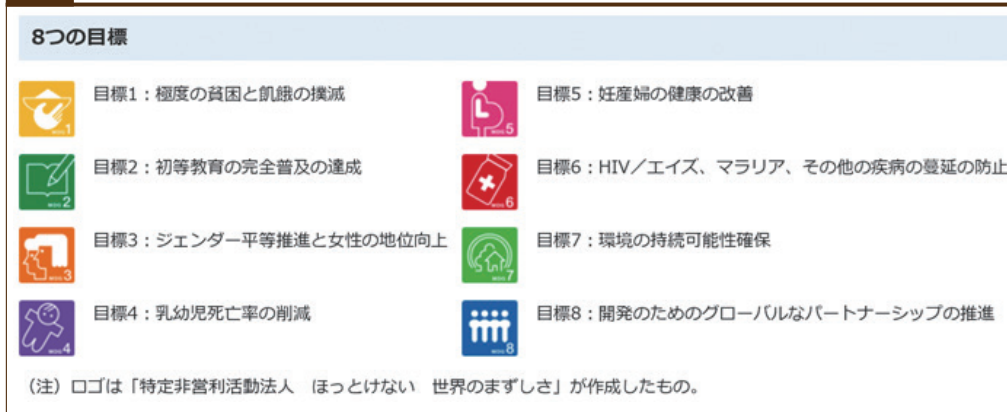 8つの目標
目標1：極度の貧困と飢餓の撲滅
目標2：初等教育の完全普及の達成
目標3：ジェンダー平等推進と女性の地位向上
目標4：乳幼児死亡率の削減
目標5：妊産婦の健康の改善
目標6：HIV／エイズ、マラリア、その他の疾病の蔓延の防止
目標7：環境の持続可能性確保
目標8：開発のためのグローバルなパートナーシップの推進
（注）ロゴは「特定非営利活動法人　ほっとけない　世界のまずしさ」が作成したもの。